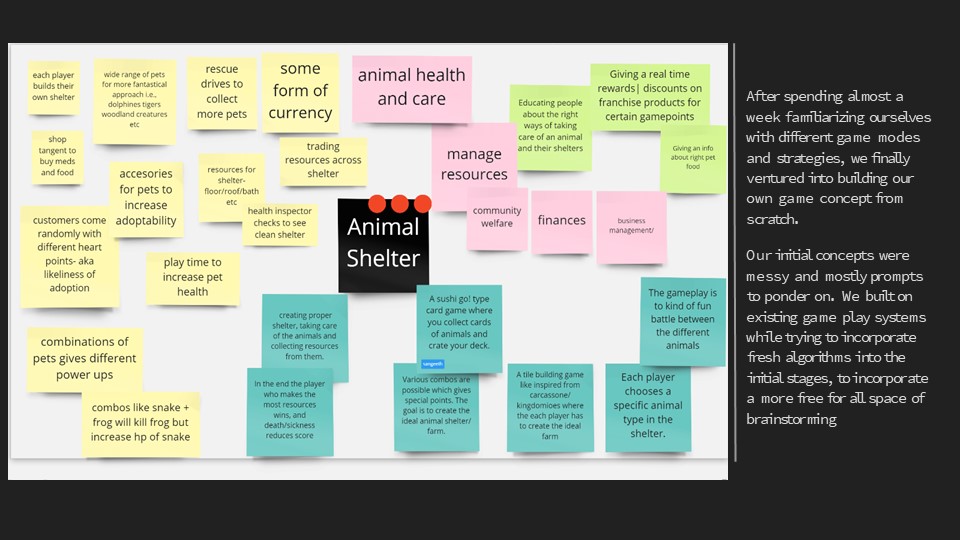 each player
builds their
own shelter
wide range of pets
for more fantastical
approach i.e.,
dolphines tigers
woodland creatures
etc
rescue
drives to
collect
more pets
some
form of
currency
animal health
and care
Educating people
about the right
ways of taking
care of an animal
and their shelters
Giving a real time
rewards| discounts on
franchise products for
certain gamepoints
Giving an info
about right pet
food
shop
tangent to
buy meds
and food
accesories
for pets to
increase
adoptability
resources for
shelter-
floor/roof/bath
etc
trading
resources across
shelter
manage
resources
health inspector
checks to see
clean shelter
community
welfare
finances
business
management/
customers come
randomly with
different heart
points- aka
likeliness of
adoption
play time to
increase pet
health
Animal
Shelter
creating proper
shelter, taking care
of the animals and
collecting resources
from them.
A sushi go! type
card game where
you collect cards
of animals and
crate your deck.
The gameplay is
to kind of fun
battle between
the different
animals
combinations of
pets gives different
power ups
combos like snake +
frog will kill frog but
increase hp of snake
In the end the player
who makes the
most resources
wins, and
death/sickness
reduces score
Various combos are
possible which gives
special points. The
goal is to create the
ideal animal shelter/
farm.
A tile building game
like inspired from
carcassone/
kingdomioes where
the each player has
to create the ideal
farm
Each player
chooses a
specific animal
type in the
shelter.
After spending almost a
week familiarizing ourselves
with different game modes
and strategies, we finally
ventured into building our
own game concept from
scratch.
Our initial concepts were
messy and mostly prompts
to ponder on. We built on
existing game play systems
while trying to incorporate
fresh algorithms into the
initial stages, to incorporate
a more free for all space of
brainstorming